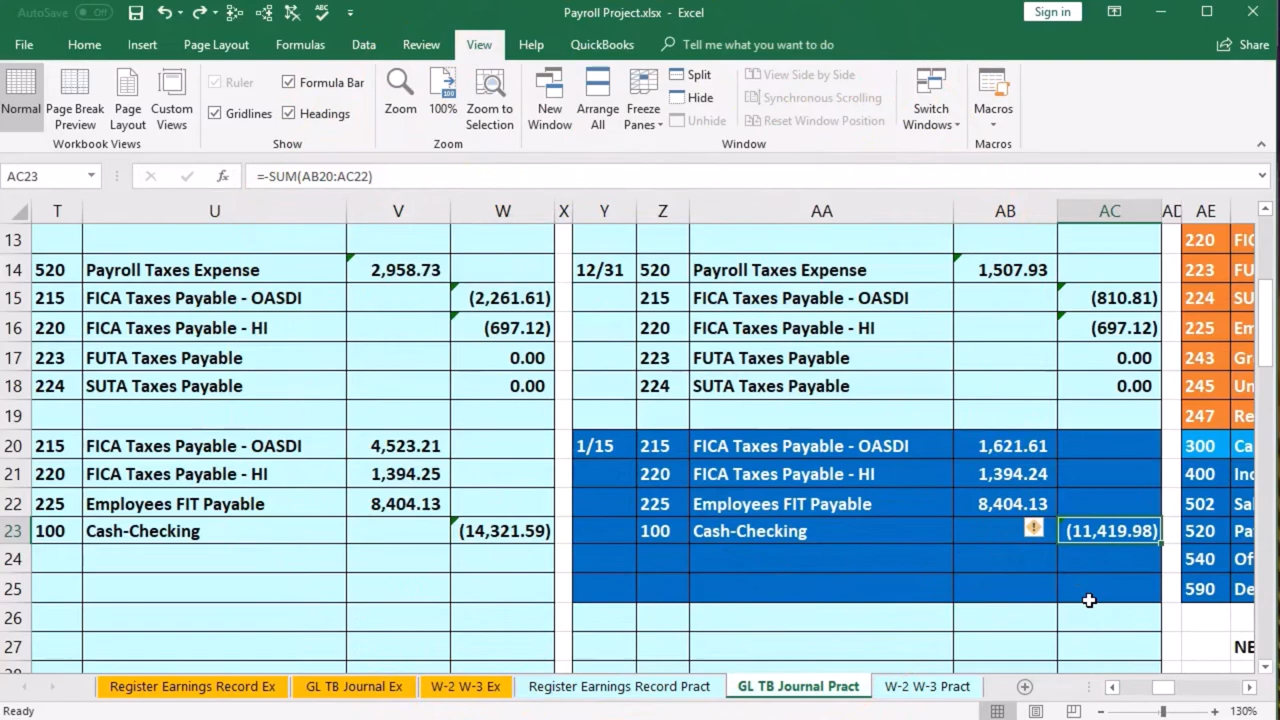 AutoSave Off Payroll Project.xlsx - Excel Sign in
File Home Insert Page Layout Formulas Data Review View Help QuickBooks Tell me what you want to do Share
Normal Page Break Preview Page Layout Custom Views
Workbook Views
Ruler Formula Bar
Gridlines Headings
Show
Zoom 100% Zoom to Selection
Zoom
New Window Arrange All Freeze Panes
Split
Hide
Unhide
View Side by Side
Synchronous Scrolling
Reset Window Position
Window
Switch Windows
Macros
Macros
AC23 fx =-SUM(AB20:AC22)
T U V W X Y Z AA AB AC AD AE
13 220 FIC
14 520 Payroll Taxes Expense 2,958.73 12/31 520 Payroll Taxes Expense 1,507.93 223 FU
15 215 FICA Taxes Payable - OASDI (2,261.61) 215 FICA Taxes Payable - OASDI (810.81) 224 SU
16 220 FICA Taxes Payable - HI (697.12) 220 FICA Taxes Payable - HI (697.12) 225 Em
17 223 FUTA Taxes Payable 0.00 223 FUTA Taxes Payable 0.00 243 Gr
18 224 SUTA Taxes Payable 0.00 224 SUTA Taxes Payable 0.00 245 Un
19 247 Re
20 215 FICA Taxes Payable - OASDI 4,523.21 1/15 215 FICA Taxes Payable - OASDI 1,621.61 300 Ca
21 220 FICA Taxes Payable - HI 1,394.25 220 FICA Taxes Payable - HI 1,394.24 400 Inc
22 225 Employees FIT Payable 8,404.13 225 Employees FIT Payable 8,404.13 502 Sal
23 100 Cash-Checking (14,321.59) 100 Cash-Checking (11,419.98) 520 Pa
24 540 Of
25 590 De
26
27 NE
Register Earnings Record Ex GL TB Journal Ex W-2 W-3 Ex Register Earnings Record Pract GL TB Journal Pract W-2 W-3 Pract
Ready 130%